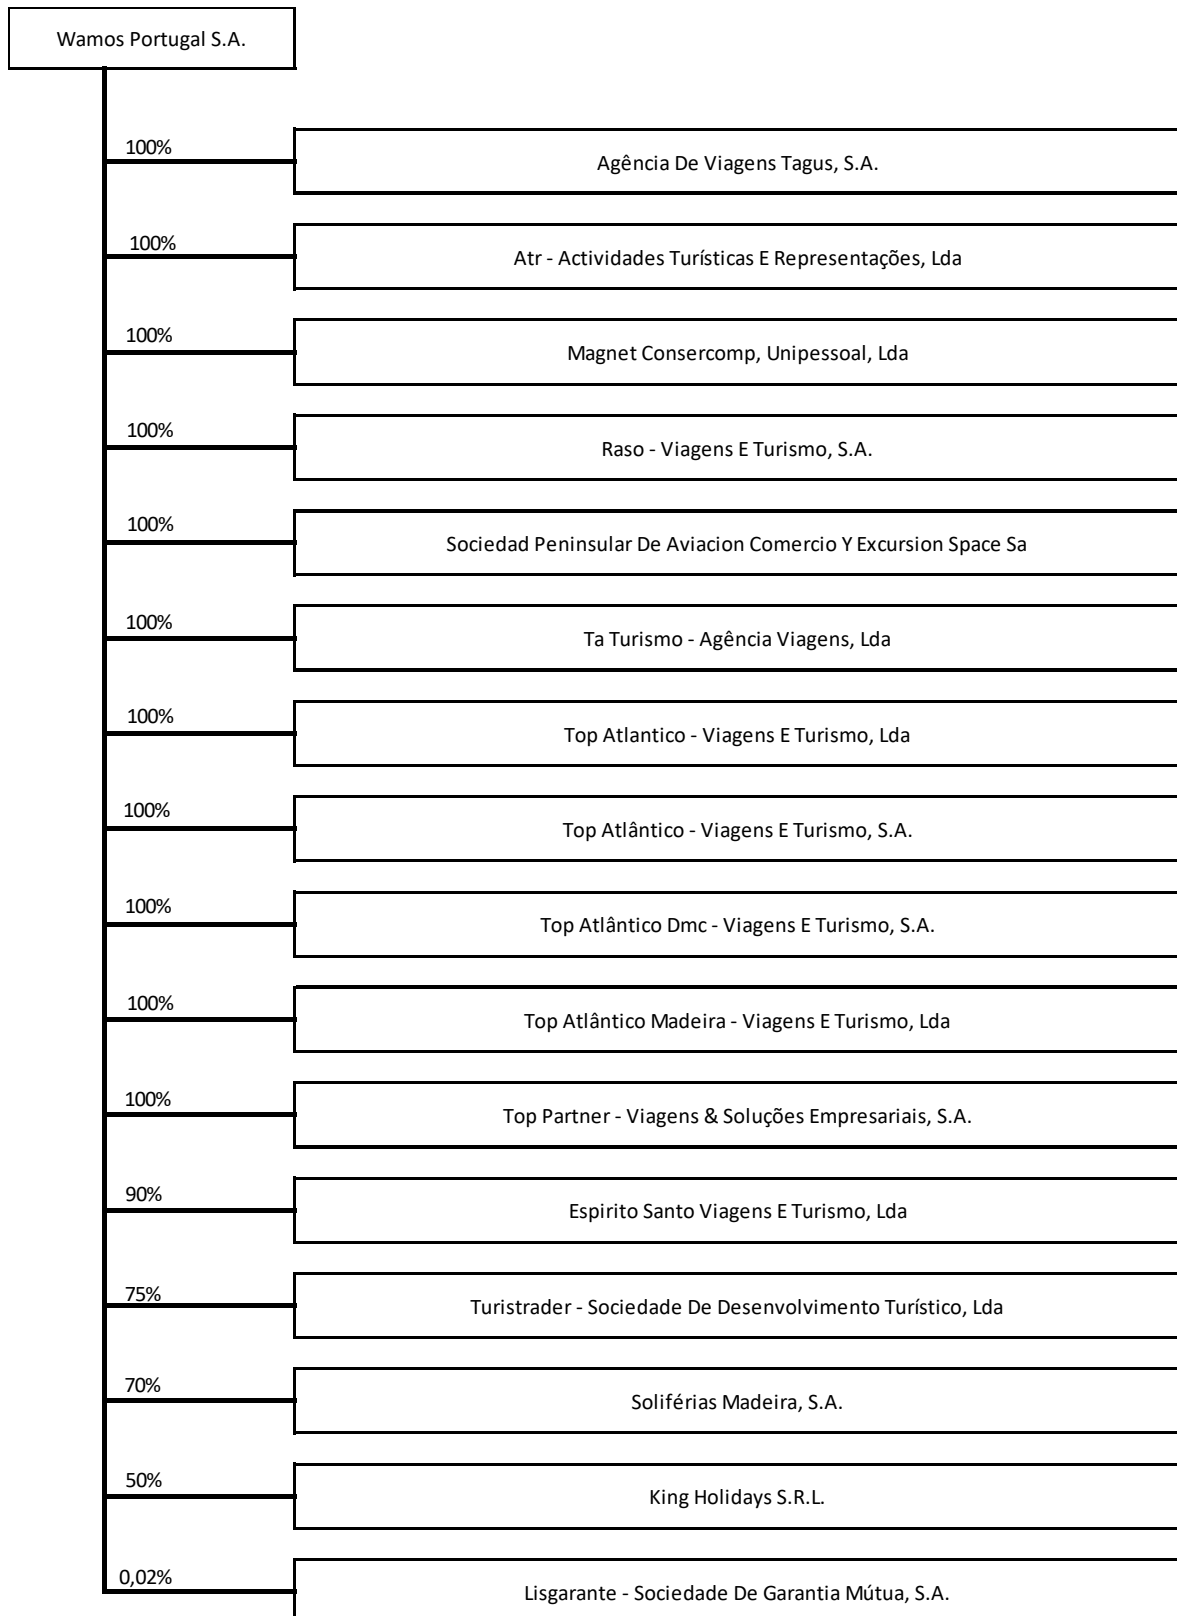 Wamos Portugal S.A.
100%
Agência De Viagens Tagus, S.A.
100%
Atr - Actividades Turísticas E Representações, Lda
100%
Magnet Consercomp, Unipessoal, Lda
100%
Raso - Viagens E Turismo, S.A.
100%
Sociedad Peninsular De Aviacion Comercio Y Excursion Space Sa
100%
Ta Turismo - Agência Viagens, Lda
100%
Top Atlantico - Viagens E Turismo, Lda
100%
Top Atlântico - Viagens E Turismo, S.A.
100%
Top Atlântico Dmc - Viagens E Turismo, S.A.
100%
Top Atlântico Madeira - Viagens E Turismo, Lda
100%
Top Partner - Viagens & Soluções Empresariais, S.A.
90%
Espirito Santo Viagens E Turismo, Lda
75%
Turistrader - Sociedade De Desenvolvimento Turístico, Lda
70%
Soliférias Madeira, S.A.
50%
King Holidays S.R.L.
0,02%
Lisgarante - Sociedade De Garantia Mútua, S.A.